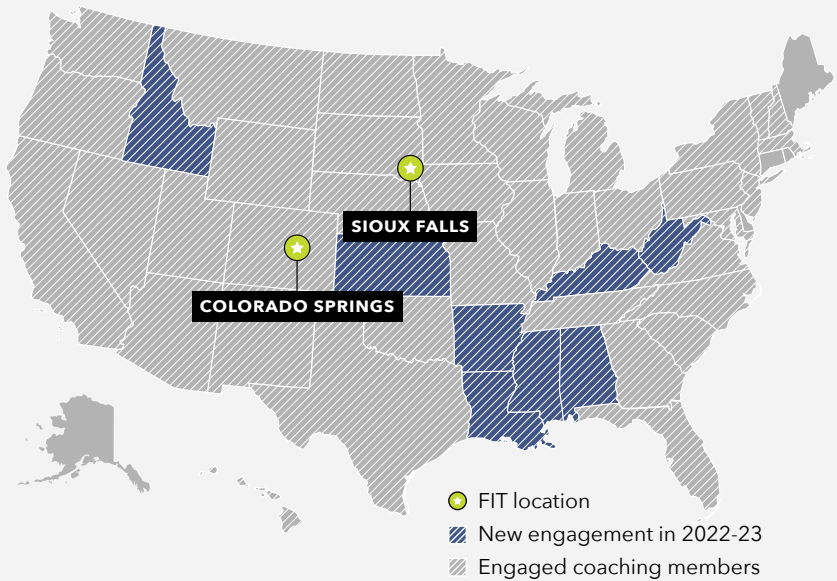 SIOUX FALLS
COLORADO SPRINGS
FIT location
New engagement in 2022-23
Engaged coaching members